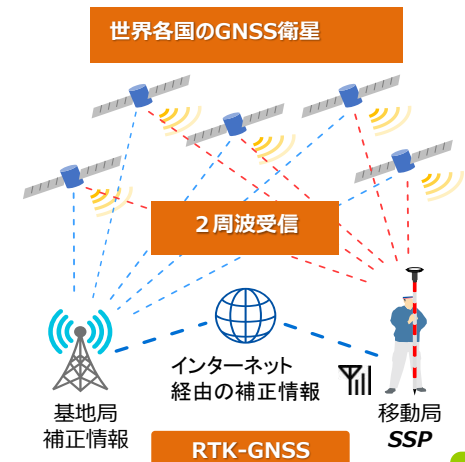 世界各国のGNSS衛星
２周波受信
インターネット
経由の補正情報
基地局
補正情報
移動局
SSP
RTK-GNSS